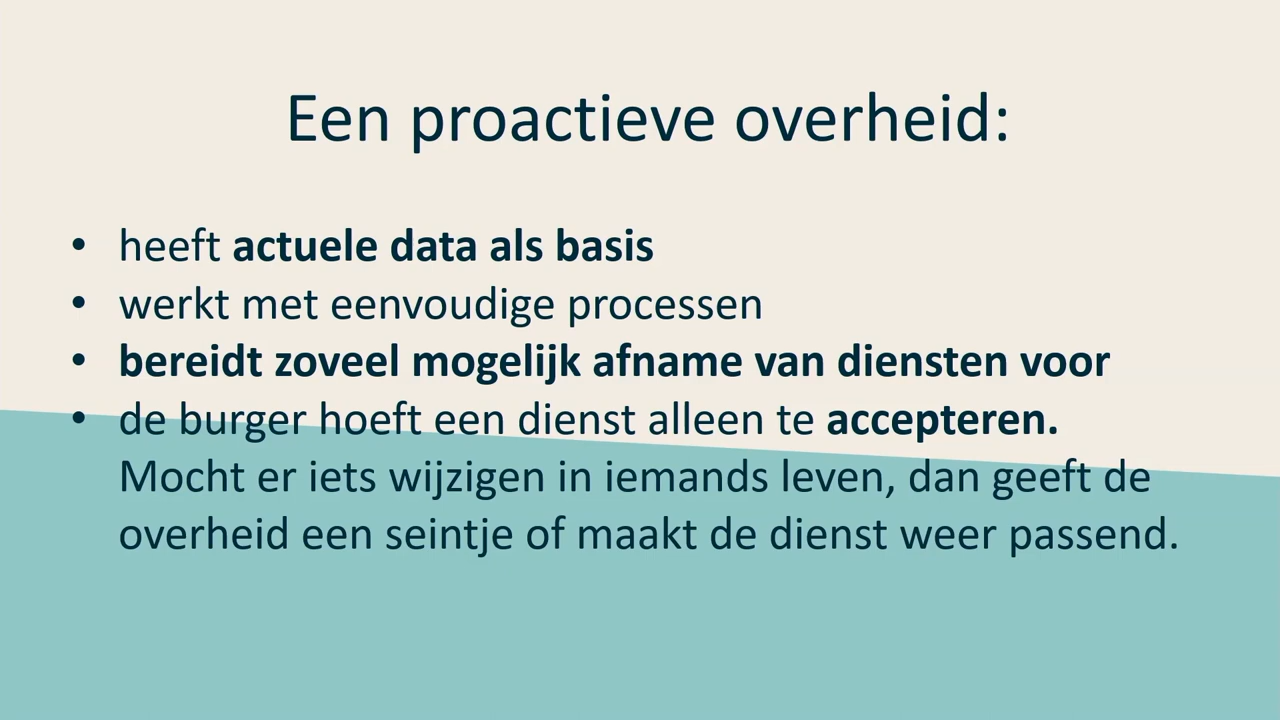 Een proactieve overheid:
• heeft actuele data als basis
• werkt met eenvoudige processen
• bereidt zoveel mogelijk afname van diensten voor
• de burger hoeft een dienst alleen te accepteren.
Mocht er iets wijzigen in iemands leven, dan geeft de
overheid een seintje of maakt de dienst weer passend.